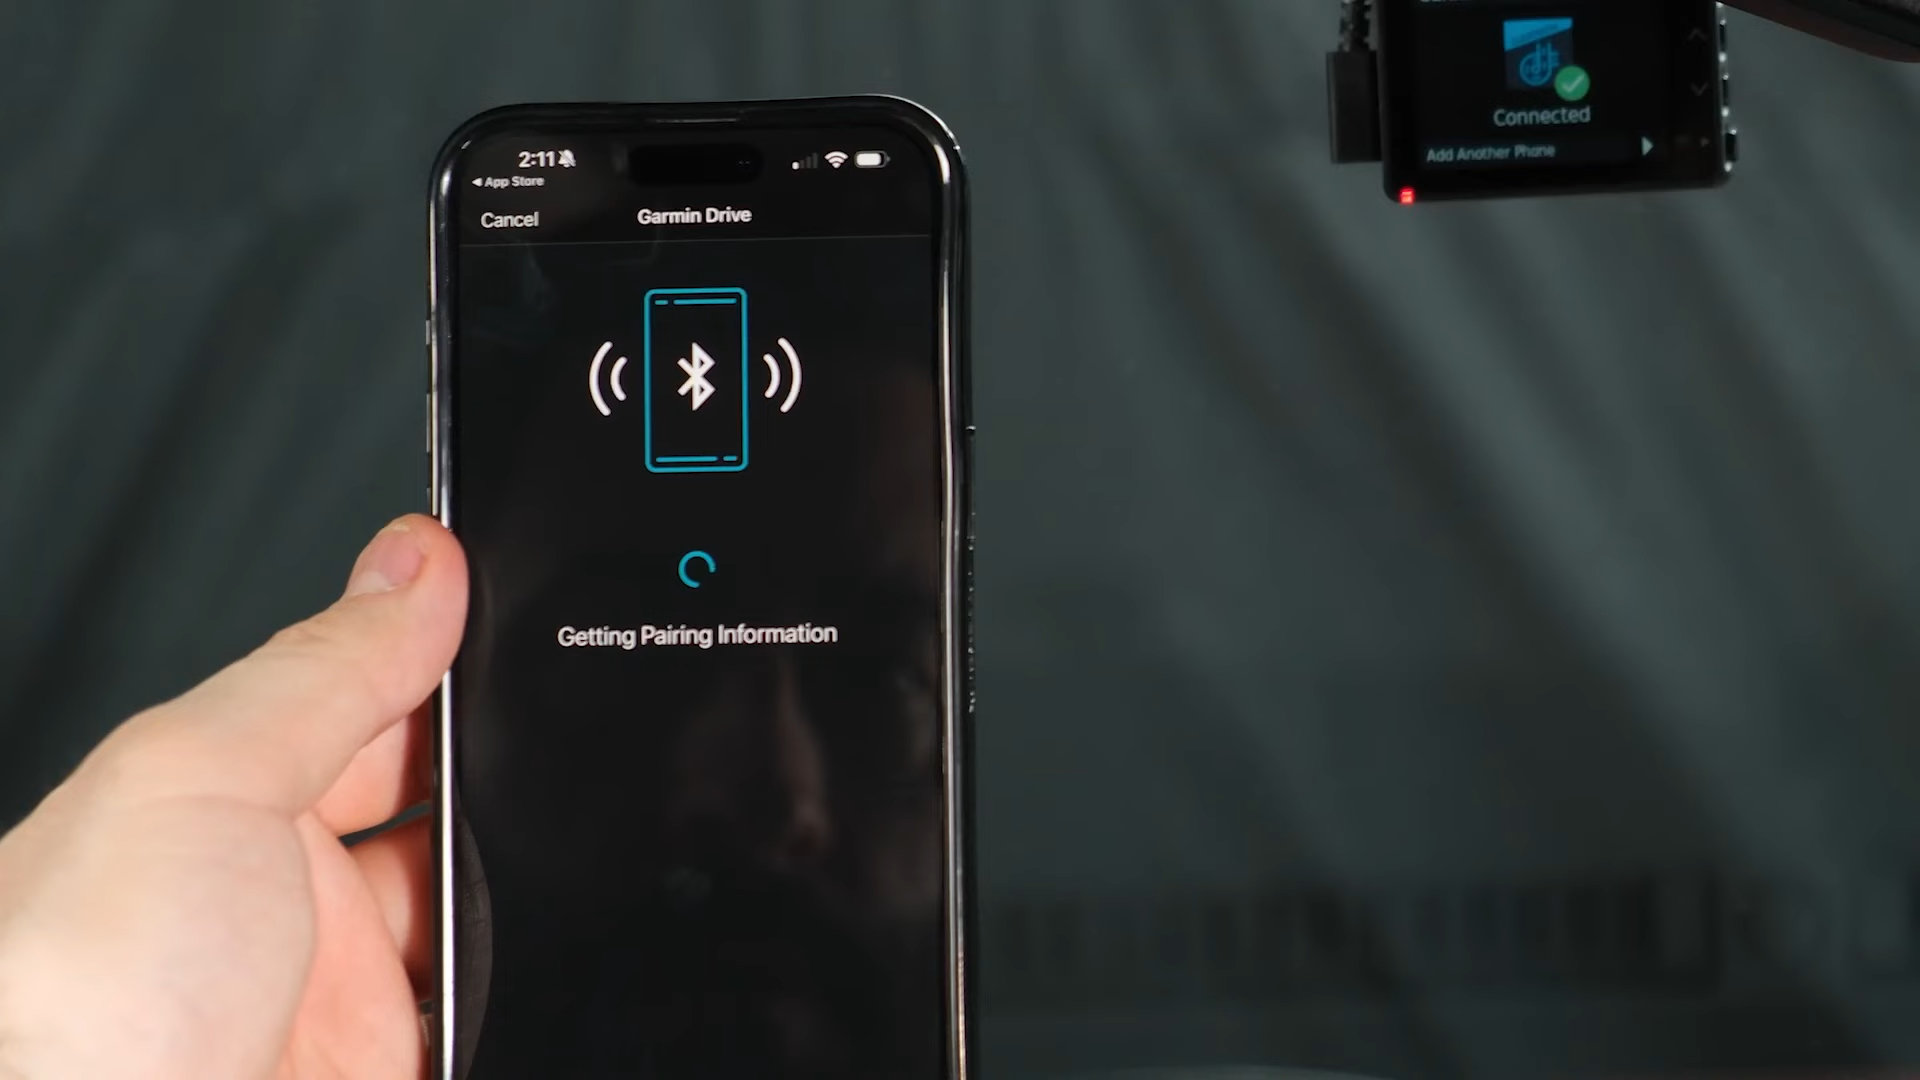 2:11
App Store
Cancel
Garmin Drive
Getting Pairing Information
Connected
Add Another Phone